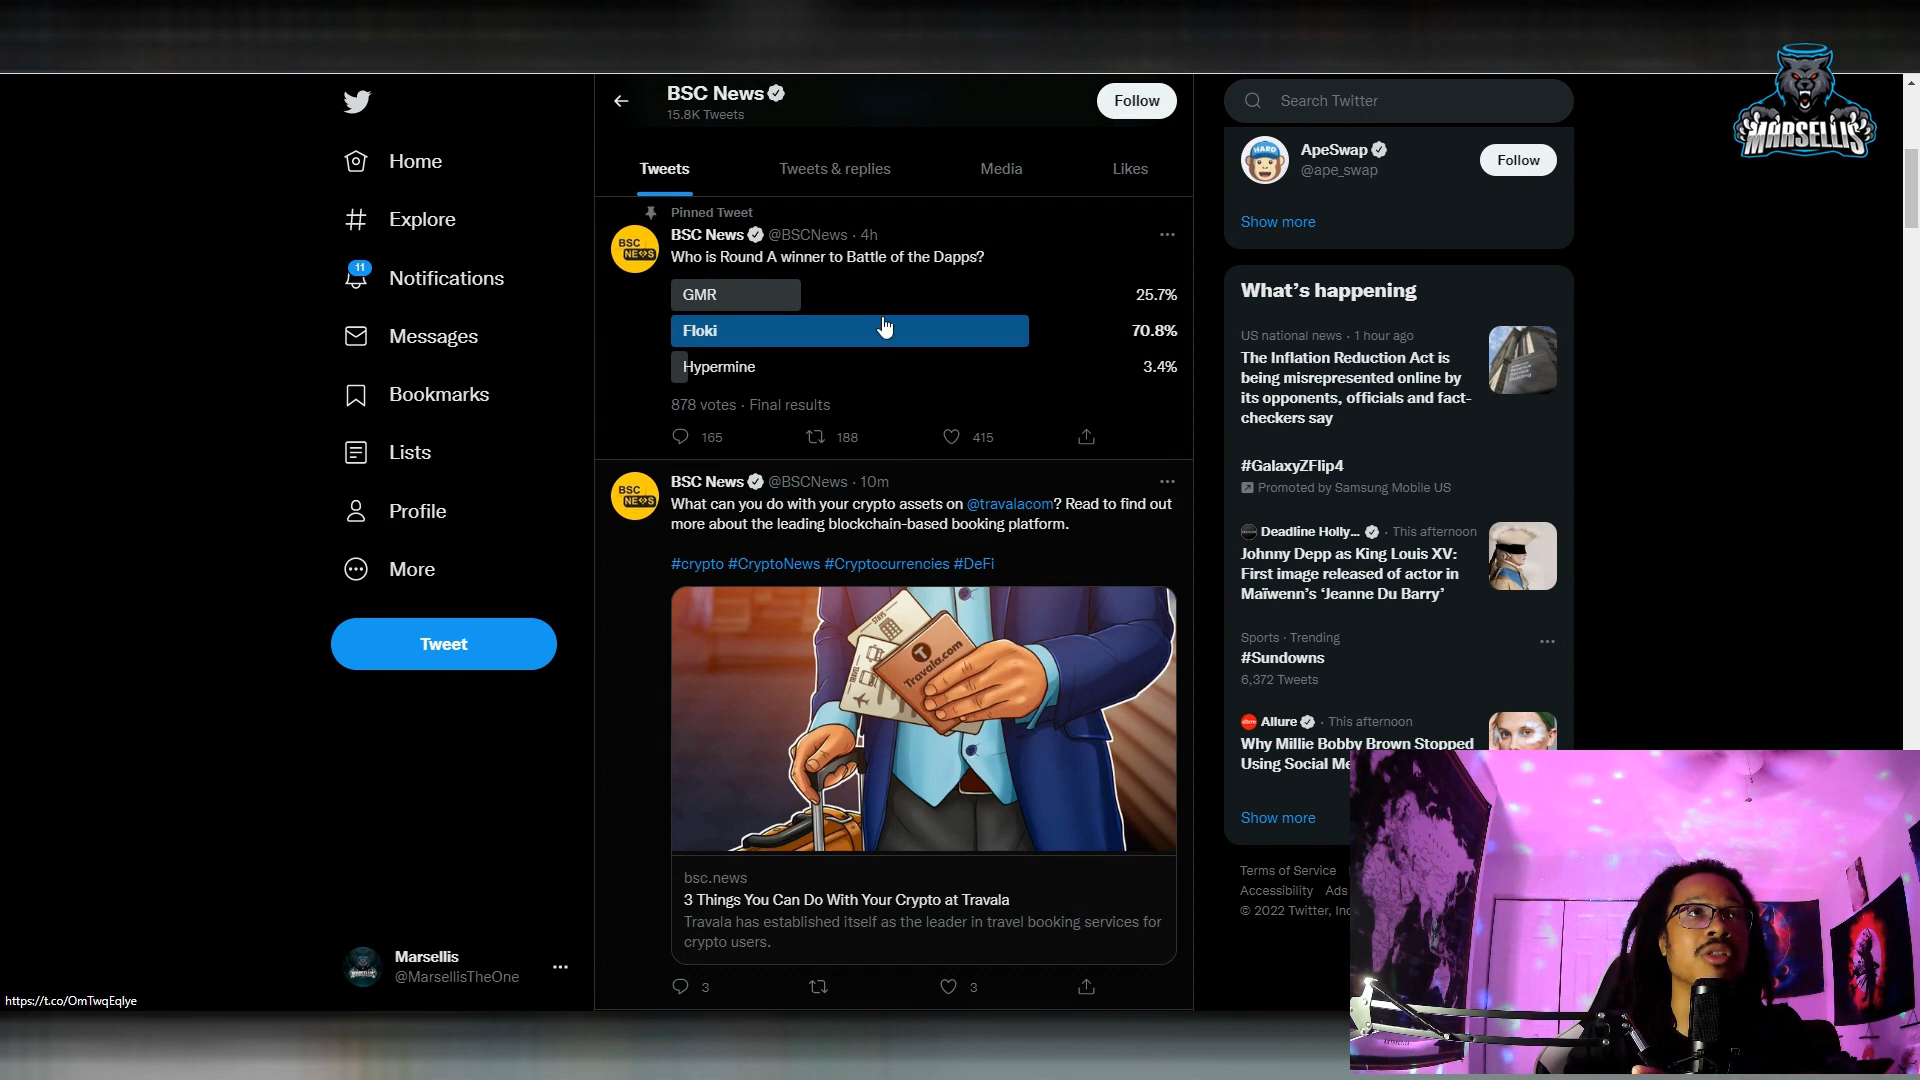 BSC News
15.8K Tweets
Follow
Tweets
Tweets & replies
Media
Likes
Home
Explore
11
Notifications
Messages
Bookmarks
Lists
Profile
More
Tweet
Marsellis
@MarsellisTheOne
https://t.co/OmTwqEqlye
Pinned Tweet
BSC NEWS
BSC News @BSCNews · 4h
Who is Round A winner to Battle of the Dapps?
GMR 25.7%
Floki 70.8%
Hypermine 3.4%
878 votes · Final results
165 188 415
BSC NEWS
BSC News @BSCNews · 10m
What can you do with your crypto assets on @travalacom? Read to find out
more about the leading blockchain-based booking platform.
#crypto #CryptoNews #Cryptocurrencies #DeFi
Travala.com
bsc.news
3 Things You Can Do With Your Crypto at Travala
Travala has established itself as the leader in travel booking services for
crypto users.
3 3
Search Twitter
MARSELLIS
HARD
ApeSwap
@ape_swap
Follow
Show more
What's happening
US national news · 1 hour ago
The Inflation Reduction Act is
being misrepresented online by
its opponents, officials and fact-
checkers say
#GalaxyZFlip4
Promoted by Samsung Mobile US
Deadline Holly... · This afternoon
Johnny Depp as King Louis XV:
First image released of actor in
Maïwenn's 'Jeanne Du Barry'
Sports · Trending
#Sundowns
6,372 Tweets
Allure · This afternoon
Why Millie Bobby Brown Stopped
Using Social Me
Show more
Terms of Service
Accessibility Ads
© 2022 Twitter, Inc